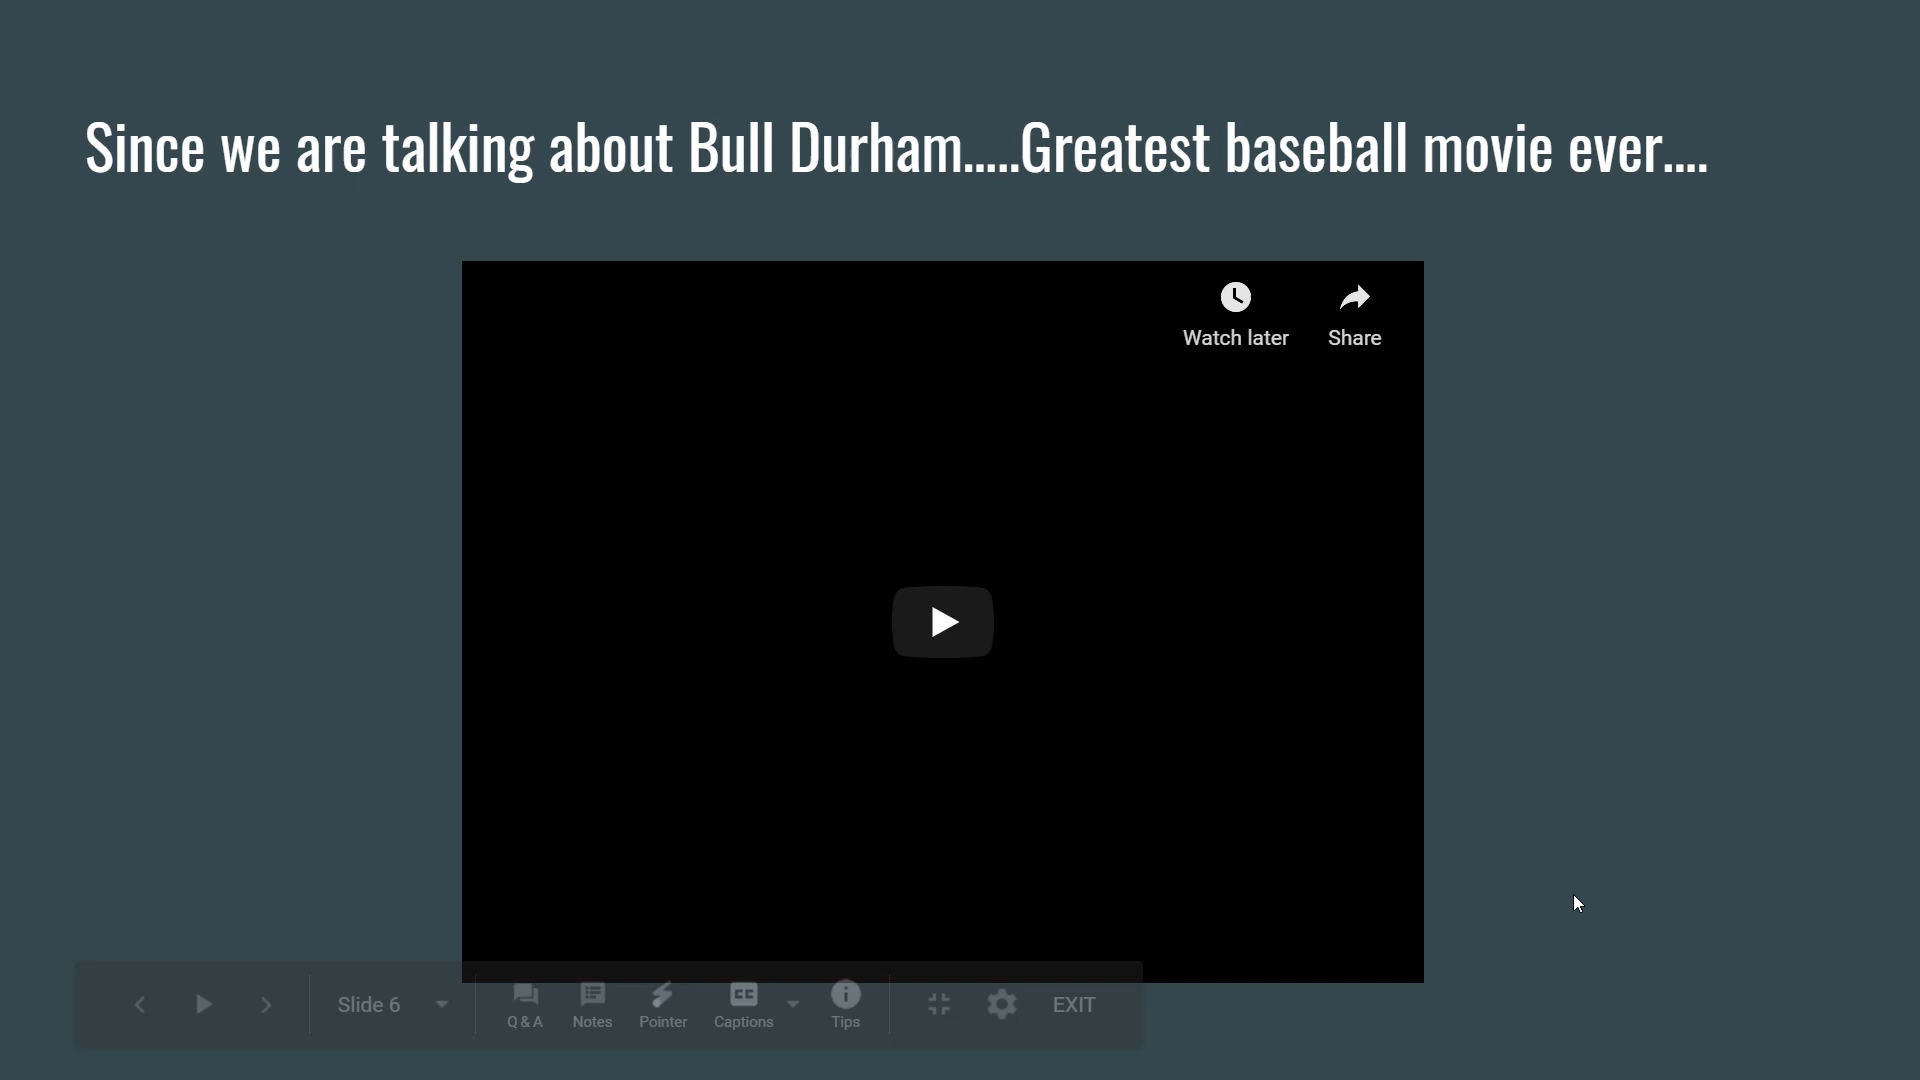 Since we are talking about Bull Durham.....Greatest baseball movie ever....
Watch later
Share
Slide 6
Q & A
Notes
Pointer
CC
Captions
Tips
EXIT